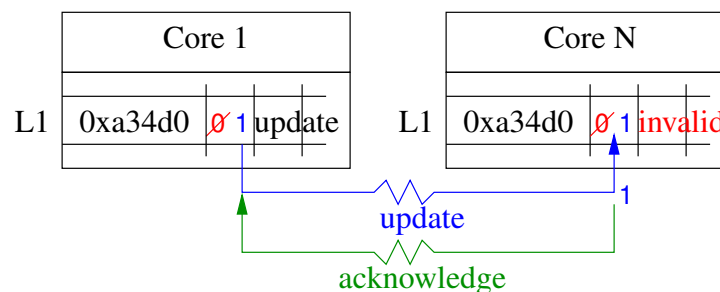 Core 1
Core N
L1 0xa34d0 0 1 update
L1 0xa34d0 0 1 invalid
1
update
acknowledge